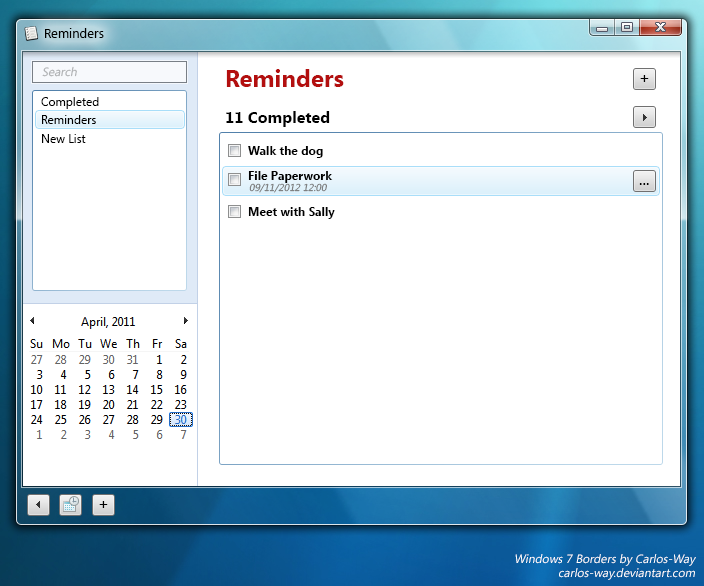 Reminders
Search
Completed
Reminders
New List
April, 2011
Su Mo Tu We Th Fr Sa
27 28 29 30 31 1 2
3 4 5 6 7 8 9
10 11 12 13 14 15 16
17 18 19 20 21 22 23
24 25 26 27 28 29 30
1 2 3 4 5 6 7
Reminders
+
11 Completed
Walk the dog
File Paperwork
...
09/11/2012 12:00
Meet with Sally
+
Windows 7 Borders by Carlos-Way
carlos-way.deviantart.com